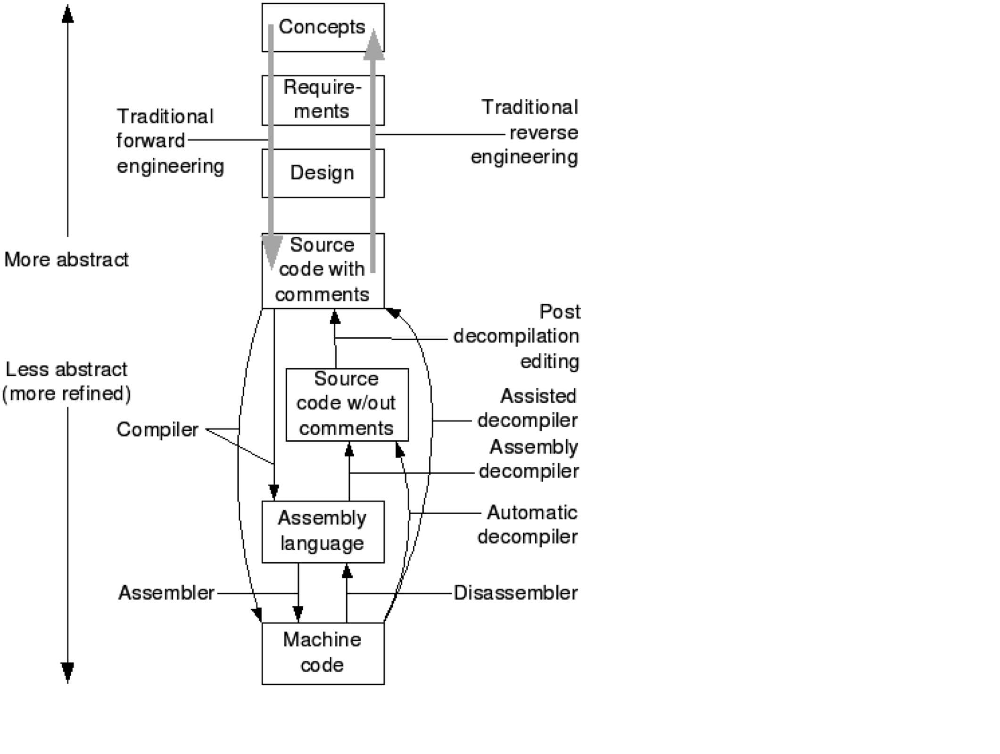 Concepts
Require-
ments
Traditional
forward
engineering
Traditional
reverse
engineering
Design
Source
code with
comments
More abstract
Post
decompilation
editing
Less abstract
(more refined)
Source
code w/out
comments
Assisted
decompiler
Compiler
Assembly
decompiler
Assembly
language
Automatic
decompiler
Assembler
Disassembler
Machine
code